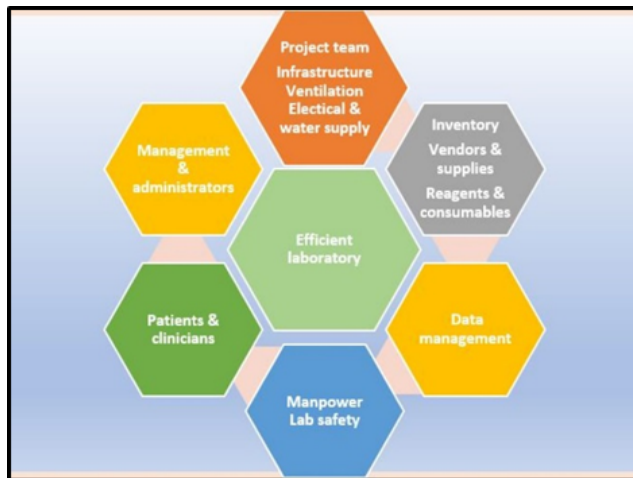 Project team
Infrastructure
Ventilation
Electical &
water supply
Inventory
Vendors &
supplies
Reagents &
consumables
Management
&
administrators
Efficient
laboratory
Patients &
clinicians
Data
management
Manpower
Lab safety